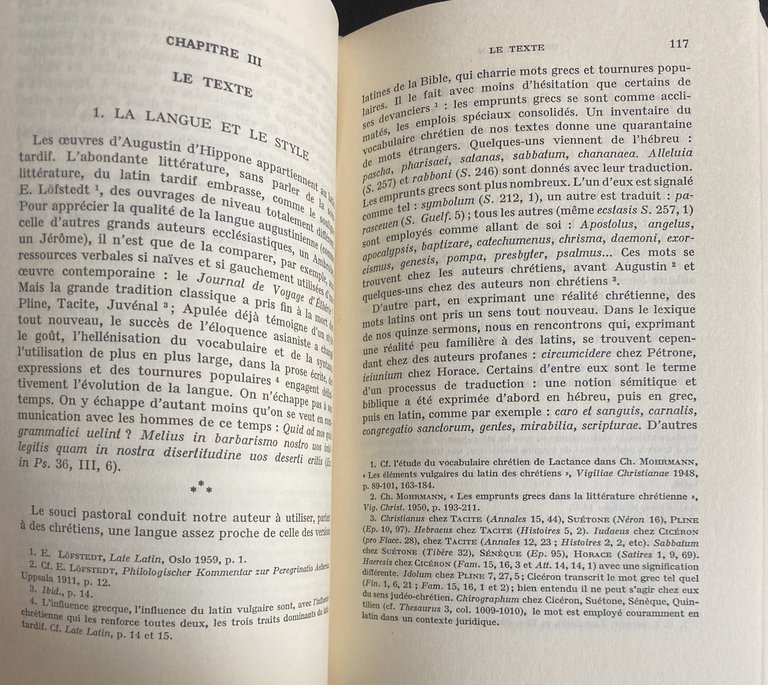 CHAPITRE III
LE TEXTE
1. LA LANGUE ET LE STYLE
Les œuvres d'Augustin d'Hippone appartiennent au
tardif. L'abondante littérature, sans parler de la
littérature, du latin tardif embrasse, comme le
E. Löfstedt ¹, des ouvrages de niveau totalement
Pour apprécier la qualité de la langue augustinienne
celle d'autres grands auteurs ecclésiastiques, un
un Jérôme), il n'est que de la comparer, par exemple,
ressources verbales si naïves et si gauchement utilisées
œuvre contemporaine : le Journal de Voyage
Mais la grande tradition classique a pris fin à la mort de
Pline, Tacite, Juvénal ³ ; Apulée déjà témoigne d'un
tout nouveau, le succès de l'éloquence asianiste a changé
le goût, l'hellénisation du vocabulaire et de la syntaxe,
l'utilisation de plus en plus large, dans la prose écrite,
expressions et des tournures populaires ⁴ engagent
tivement l'évolution de la langue. On n'échappe pas à son
temps. On y échappe d'autant moins qu'on se veut en com-
munication avec les hommes de ce temps : Quid ad nos
grammatici uelint ? Melius in barbarismo nostro uos
legitis quam in nostra disertitudine uos deserti eritis
in Ps. 36, III, 6).
***
Le souci pastoral conduit notre auteur à utiliser,
à des chrétiens, une langue assez proche de celle des
1. E. LÖFSTEDT, Late Latin, Oslo 1959, p. 1.
2. Cf. E. LÖFSTEDT, Philologischer Kommentar zur Peregrinatio
Uppsala 1911, p. 12.
3. Ibid., p. 14.
4. L'influence grecque, l'influence du latin vulgaire sont, avec
chrétienne qui les renforce toutes deux, les trois traits dominants du
tardif. Cf. Late Latin, p. 14 et 15.
LE TEXTE 117
latines de la Bible, qui charrie mots grecs et tournures popu-
laires. Il le fait avec moins d'hésitation que certains de
ses devanciers ¹ : les emprunts grecs se sont comme accli-
matés, les emplois spéciaux consolidés. Un inventaire du
vocabulaire chrétien de nos textes donne une quarantaine
de mots étrangers. Quelques-uns viennent de l'hébreu :
pascha, pharisaei, satanas, sabbatum, chananaea. Alleluia
(S. 257) et rabboni (S. 246) sont donnés avec leur traduction.
Les emprunts grecs sont plus nombreux. L'un d'eux est signalé
comme tel : symbolum (S. 212, 1), un autre est traduit : pa-
rasceuen (S. Guelf. 5) ; tous les autres (même ecstasis S. 257, 1)
sont employés comme allant de soi : Apostolus, angelus,
apocalypsis, baptizare, catechumenus, chrisma, daemoni, exor-
cismus, genesis, pompa, presbyter, psalmus... Ces mots se
trouvent chez les auteurs chrétiens, avant Augustin ² et
quelques-uns chez des auteurs non chrétiens ³.
D'autre part, en exprimant une réalité chrétienne, des
mots latins ont pris un sens tout nouveau. Dans le lexique
de nos quinze sermons, nous en rencontrons qui, exprimant
une réalité peu familière à des latins, se trouvent cepen-
dant chez des auteurs profanes : circumcidere chez Pétrone,
ieiunium chez Horace. Certains d'entre eux sont le terme
d'un processus de traduction : une notion sémitique et
biblique a été exprimée d'abord en hébreu, puis en grec,
puis en latin, comme par exemple : caro et sanguis, carnalis,
congregatio sanctorum, gentes, mirabilia, scripturae. D'autres
1. Cf. l'étude du vocabulaire chrétien de Lactance dans Ch. MOHRMANN,
« Les éléments vulgaires du latin des chrétiens », Vigiliae Christianae 1948,
p. 89-101, 163-184.
2. Ch. MOHRMANN, « Les emprunts grecs dans la littérature chrétienne »,
Vig. Christ. 1950, p. 193-211.
3. Christianus chez TACITE (Annales 15, 44), SUÉTONE (Néron 16), PLINE
(Ep. 10, 97). Hebraeus chez TACITE (Histoires 5, 2). Iudaeus chez CICÉRON
(pro Flacc. 28), chez TACITE (Annales 12, 23 ; Histoires 2, 2, etc). Sabbatum
chez SUÉTONE (Tibère 32), SÉNÈQUE (Ep. 95), HORACE (Satires 1, 9, 69).
Haeresis chez CICÉRON (Fam. 15, 16, 3 et Att. 14, 14, 1) avec une signification
différente. Idolum chez PLINE 7, 27, 5 ; Cicéron transcrit le mot grec tel quel
(Fin. 1, 6, 21 ; Fam. 15, 16, 1 et 2) ; bien entendu il ne peut s'agir chez eux
du sens judéo-chrétien. Chirographum chez Cicéron, Suétone, Sénèque, Quin-
tilien (cf. Thesaurus 3, col. 1009-1010), le mot est employé couramment en
latin dans un contexte juridique.